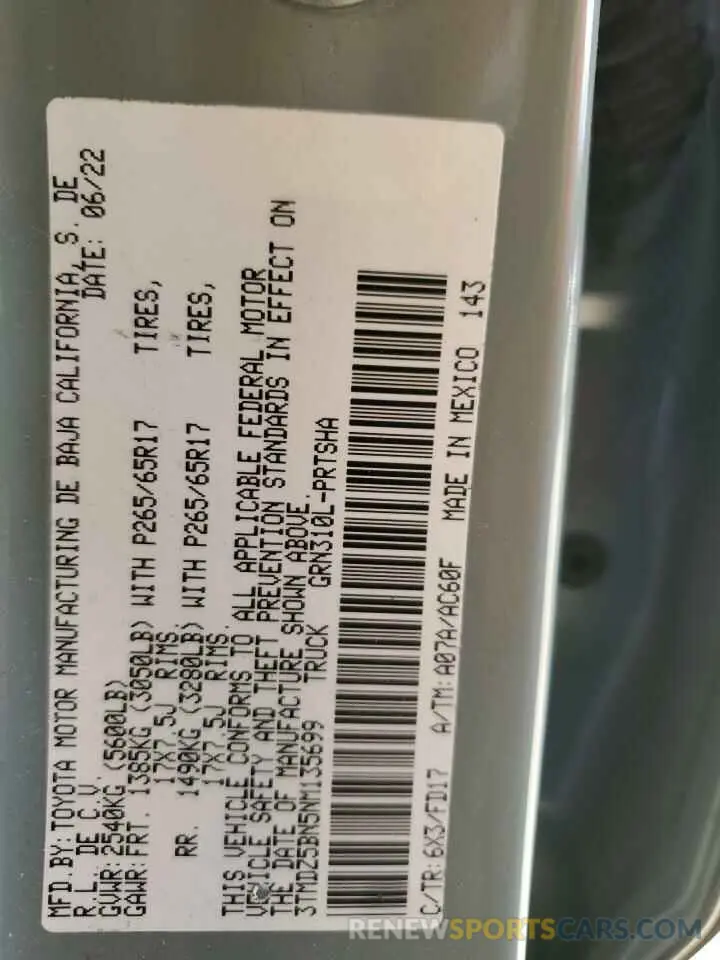 MFD.BY: TOYOTA MOTOR MANUFACTURING DE BAJA CALIFORNIA, S. DE
R.L. DE C.V. DATE: 06/22
GVWR: 2540KG (5600LB)
GAWR: FRT. 1385KG (3050LB) WITH P265/65R17 TIRES,
17X7.5J RIMS.
RR. 1490KG (3280LB) WITH P265/65R17 TIRES,
17X7.5J RIMS.
THIS VEHICLE CONFORMS TO ALL APPLICABLE FEDERAL MOTOR
VEHICLE SAFETY AND THEFT PREVENTION STANDARDS IN EFFECT ON
THE DATE OF MANUFACTURE SHOWN ABOVE.
3TMDZ5BN5NM135699 TRUCK GRN310L-PRTSHA
C/TR: 6X3/FD17 A/TM: A07A/AC60F MADE IN MEXICO 143
RENEWSPORTSCARS.COM